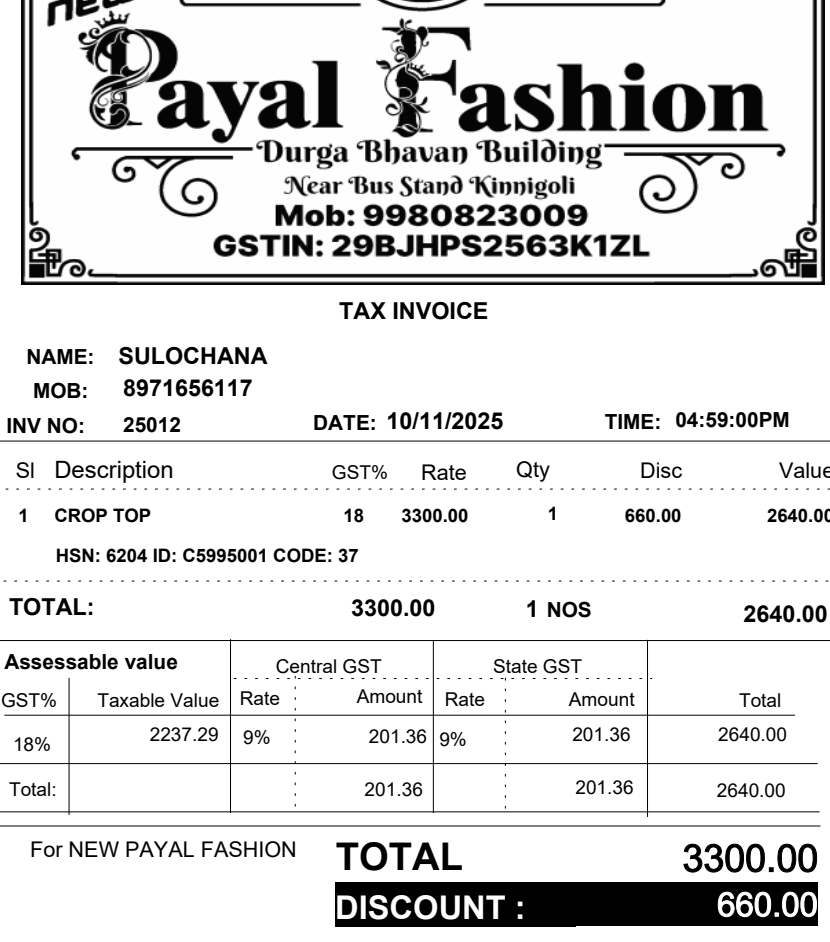 new
Payal Fashion
Durga Bhavan Building
Near Bus Stand Kinnigoli
Mob: 9980823009
GSTIN: 29BJHPS2563K1ZL
TAX INVOICE
NAME: SULOCHANA
MOB: 8971656117
INV NO: 25012 DATE: 10/11/2025 TIME: 04:59:00PM
Sl Description GST% Rate Qty Disc Value
1 CROP TOP 18 3300.00 1 660.00 2640.00
HSN: 6204 ID: C5995001 CODE: 37
TOTAL: 3300.00 1 NOS 2640.00
Assessable value Central GST State GST
GST% Taxable Value Rate Amount Rate Amount Total
18% 2237.29 9% 201.36 9% 201.36 2640.00
Total: 201.36 201.36 2640.00
For NEW PAYAL FASHION TOTAL 3300.00
DISCOUNT : 660.00